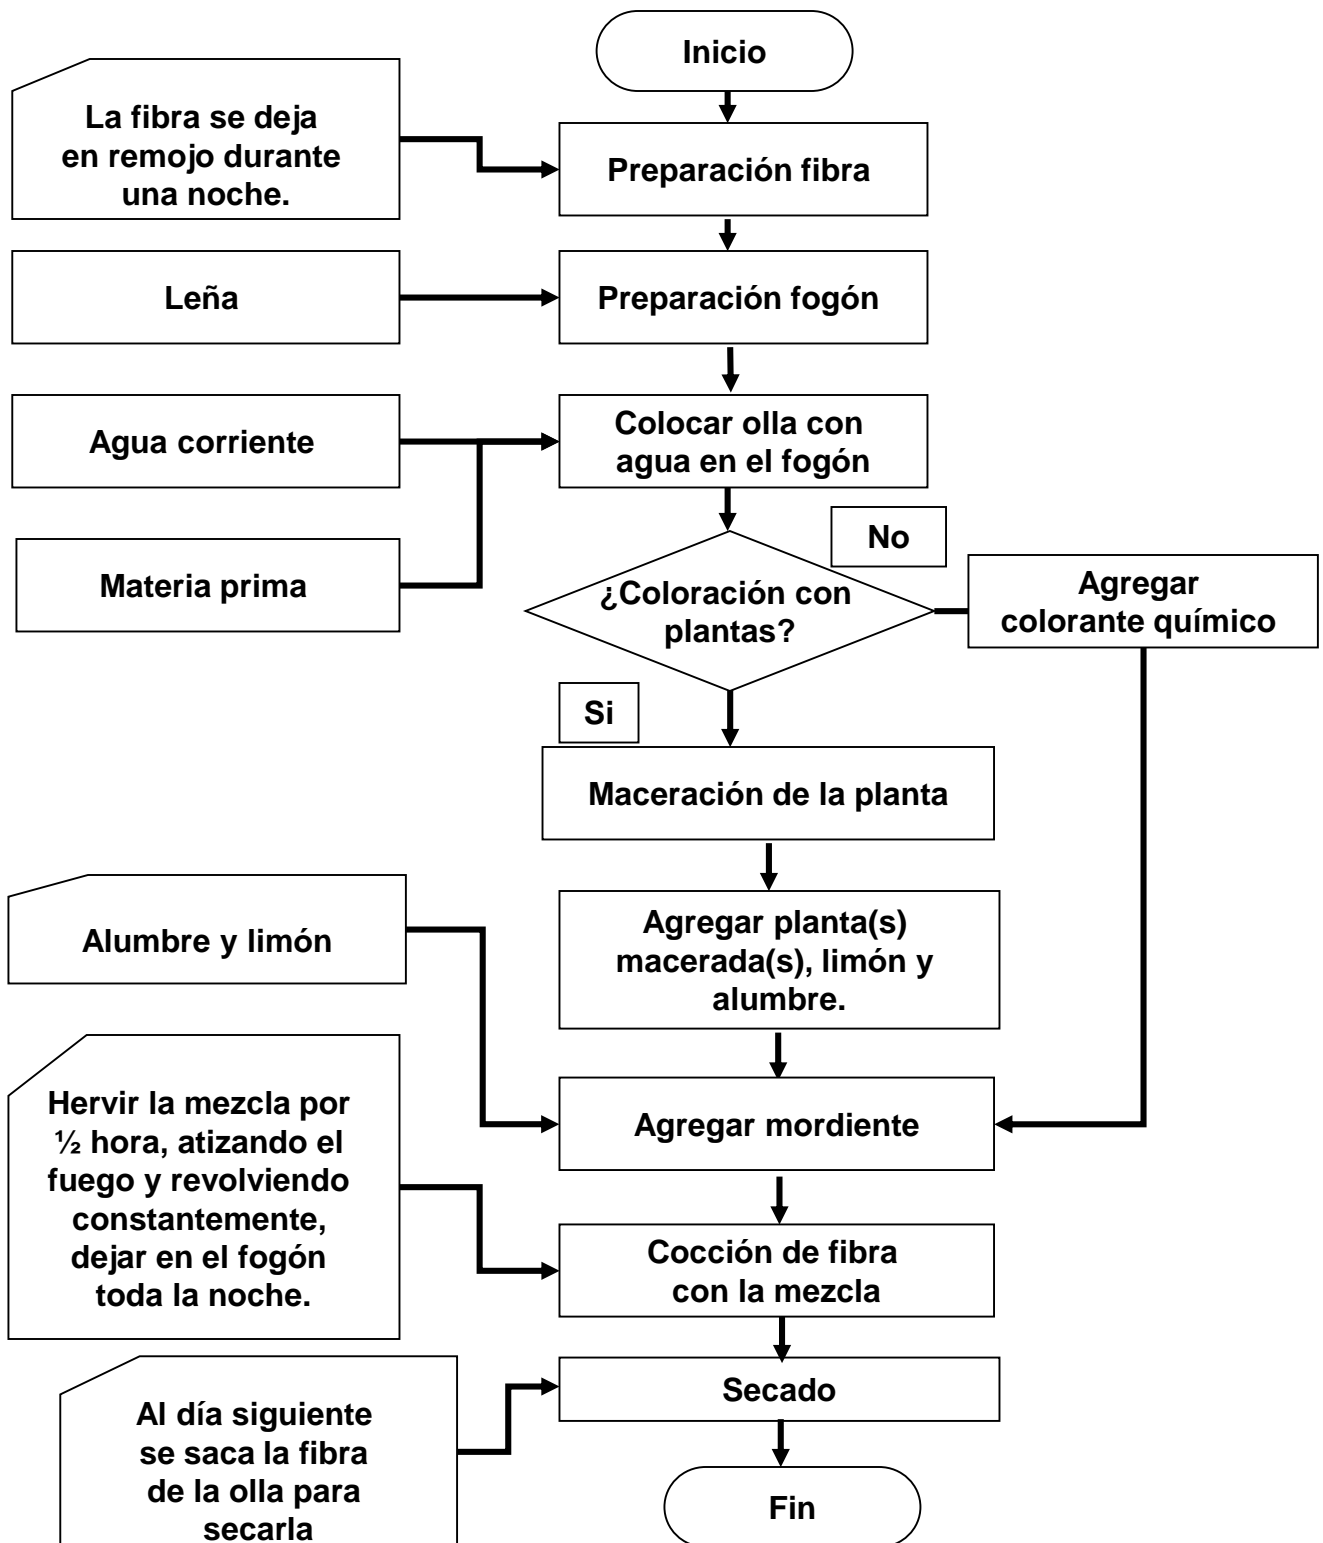 Inicio
La fibra se deja
en remojo durante
una noche.
Preparación fibra
Leña
Preparación fogón
Agua corriente
Colocar olla con
agua en el fogón
Materia prima
No
¿Coloración con
plantas?
Agregar
colorante químico
Si
Maceración de la planta
Alumbre y limón
Agregar planta(s)
macerada(s), limón y
alumbre.
Hervir la mezcla por
½ hora, atizando el
fuego y revolviendo
constantemente,
dejar en el fogón
toda la noche.
Agregar mordiente
Cocción de fibra
con la mezcla
Al día siguiente
se saca la fibra
de la olla para
secarla
Secado
Fin